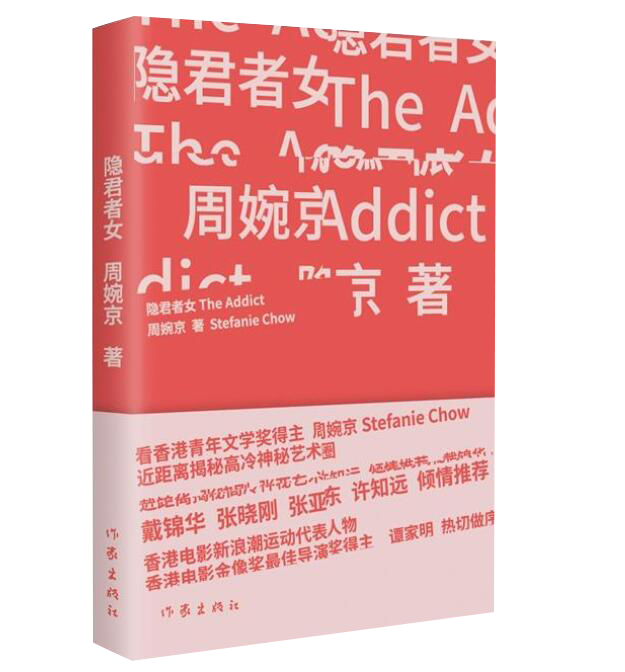 隐君者女 周婉京 著
作家出版社
The A
隐君者女
隐君者女The Ad
The A
周婉京Addict
dict 隐京 著
隐君者女 The Addict
周婉京 著 Stefanie Chow
看香港青年文学奖得主 周婉京 Stefanie Chow
近距离揭秘高冷神秘艺术圈
戴锦华 张晓刚 张亚东 许知远 倾情推荐
香港电影新浪潮运动代表人物
香港电影金像奖最佳导演奖得主 谭家明 热切做序
作家出版社